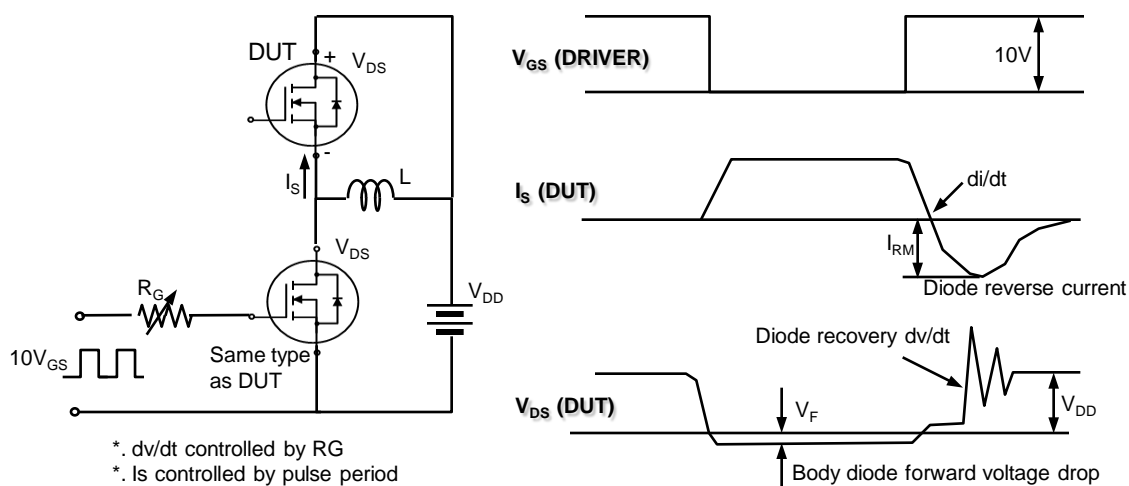 DUT
+
V_DS
-
I_S
L
V_DS
R_G
V_DD
10V_GS
Same type
as DUT
*. dv/dt controlled by RG
*. Is controlled by pulse period
V_GS (DRIVER)
10V
I_S (DUT)
di/dt
I_RM
Diode reverse current
Diode recovery dv/dt
V_DS (DUT)
V_F
V_DD
Body diode forward voltage drop